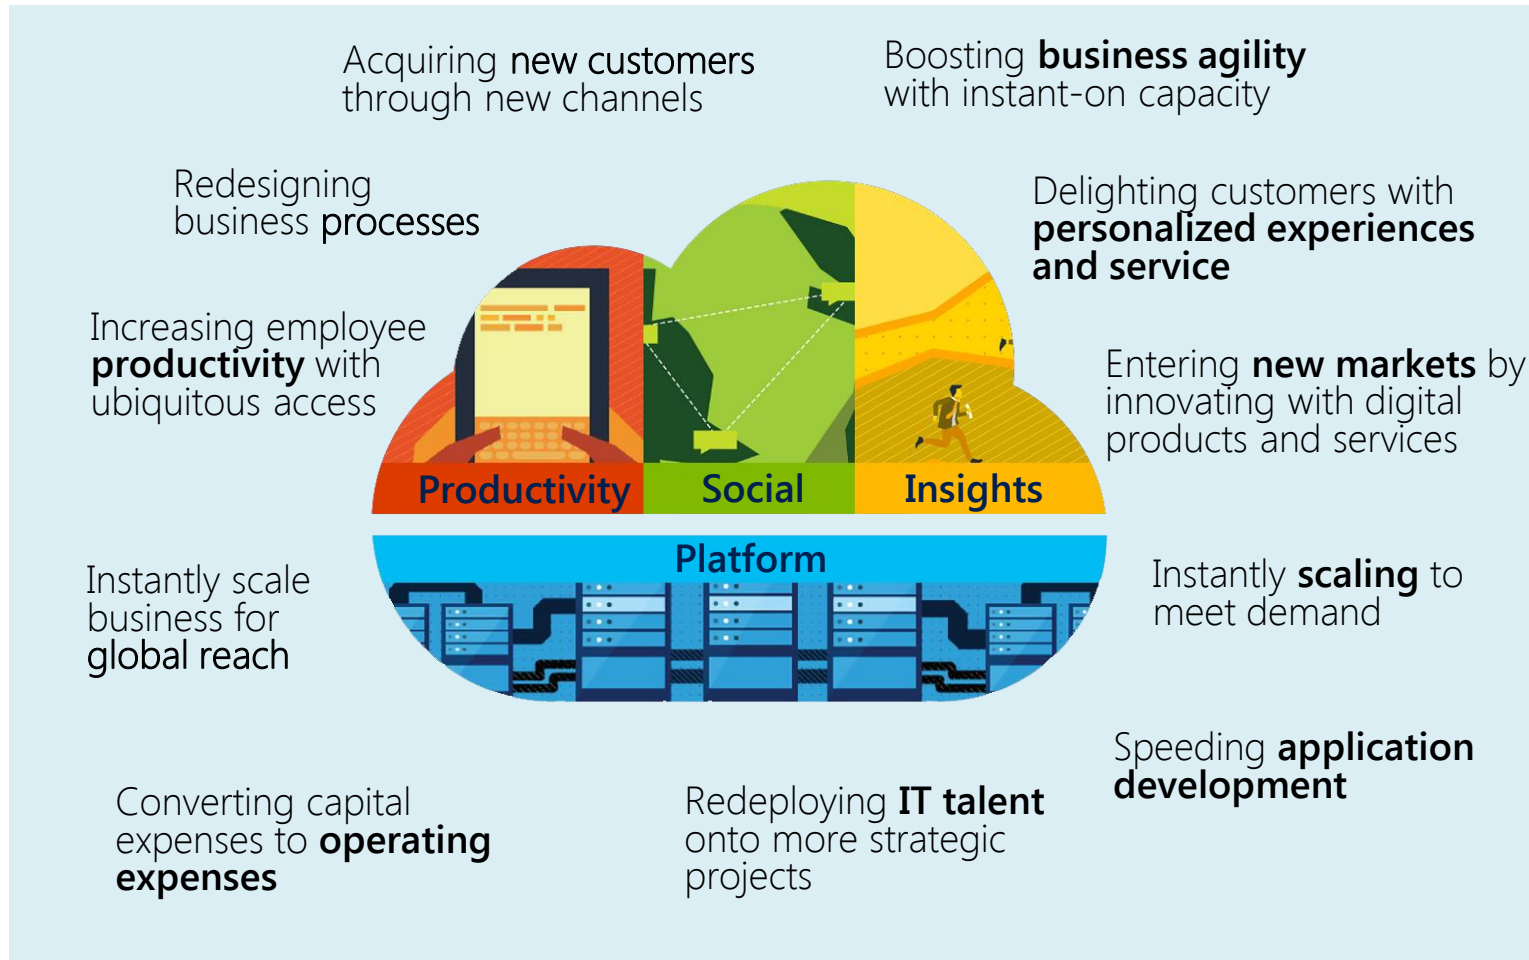 Acquiring new customers
through new channels
Boosting business agility
with instant-on capacity
Redesigning
business processes
Delighting customers with
personalized experiences
and service
Increasing employee
productivity with
ubiquitous access
Entering new markets by
innovating with digital
products and services
Productivity
Social
Insights
Platform
Instantly scale
business for
global reach
Instantly scaling to
meet demand
Speeding application
development
Converting capital
expenses to operating
expenses
Redeploying IT talent
onto more strategic
projects